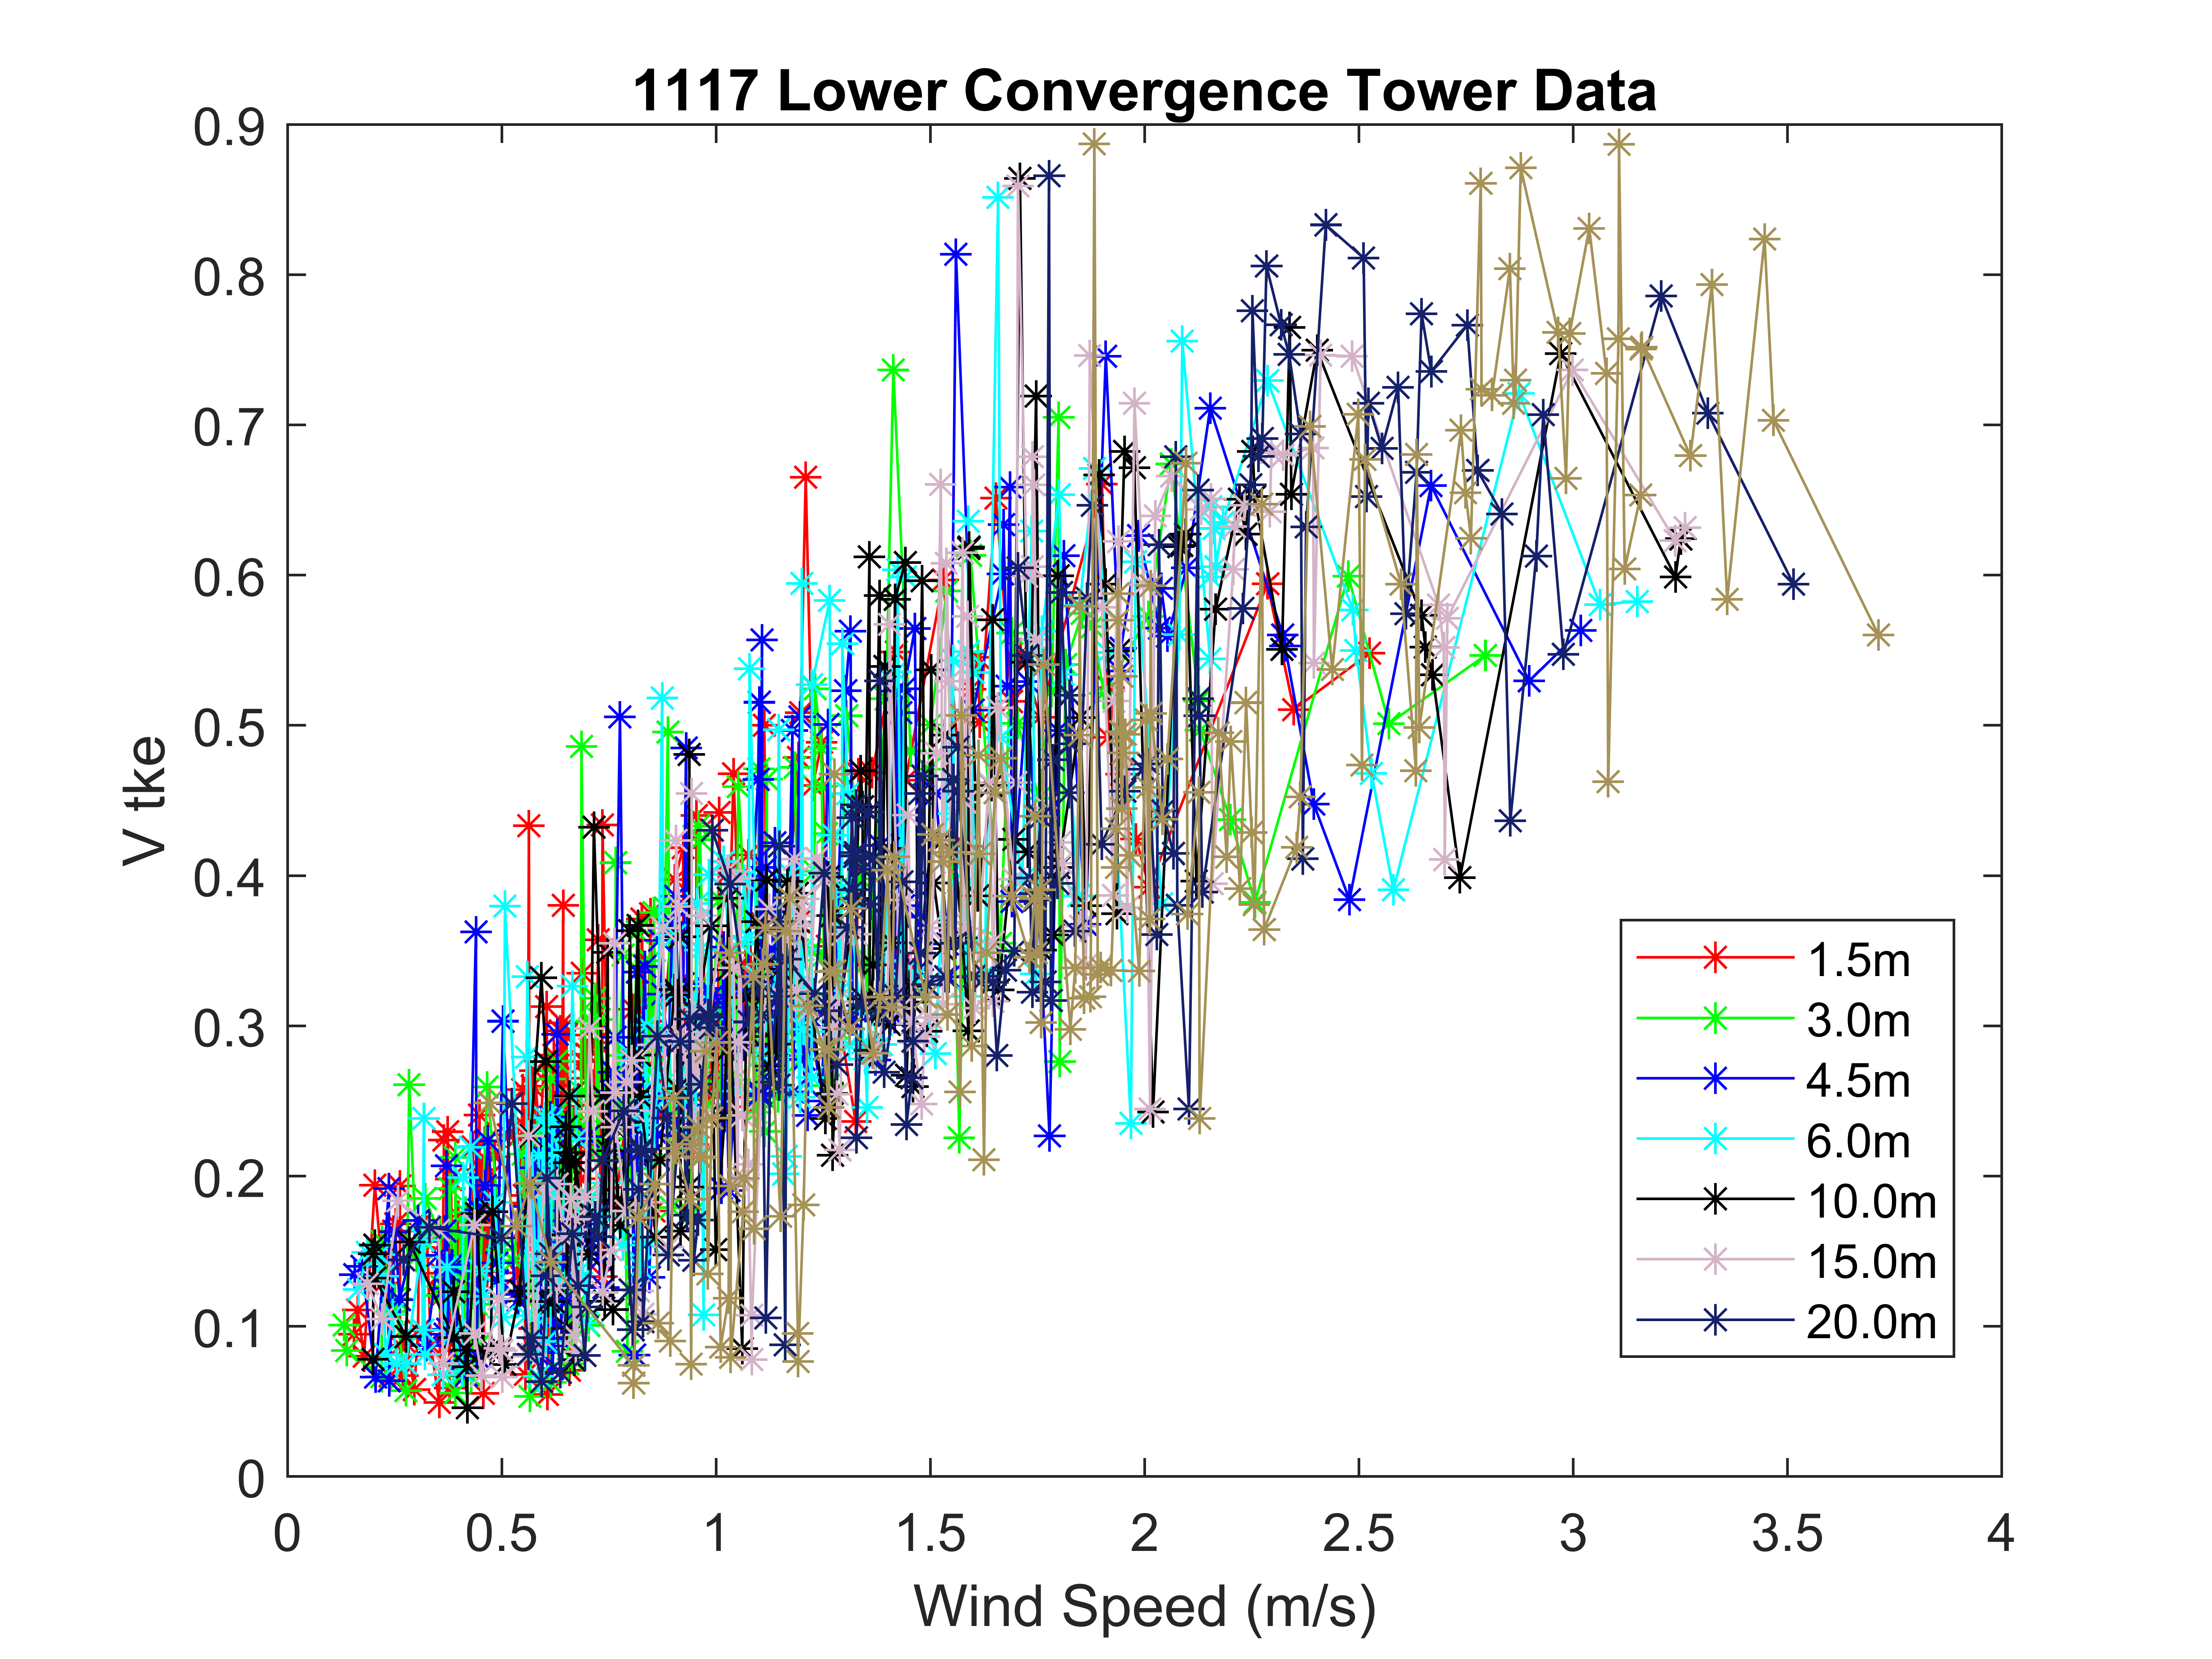 1117 Lower Convergence Tower Data
0.9
0.8
0.7
0.6
0.5
0.4
0.3
0.2
0.1
0
V tke
1.5m
3.0m
4.5m
6.0m
10.0m
15.0m
20.0m
0 0.5 1 1.5 2 2.5 3 3.5 4
Wind Speed (m/s)